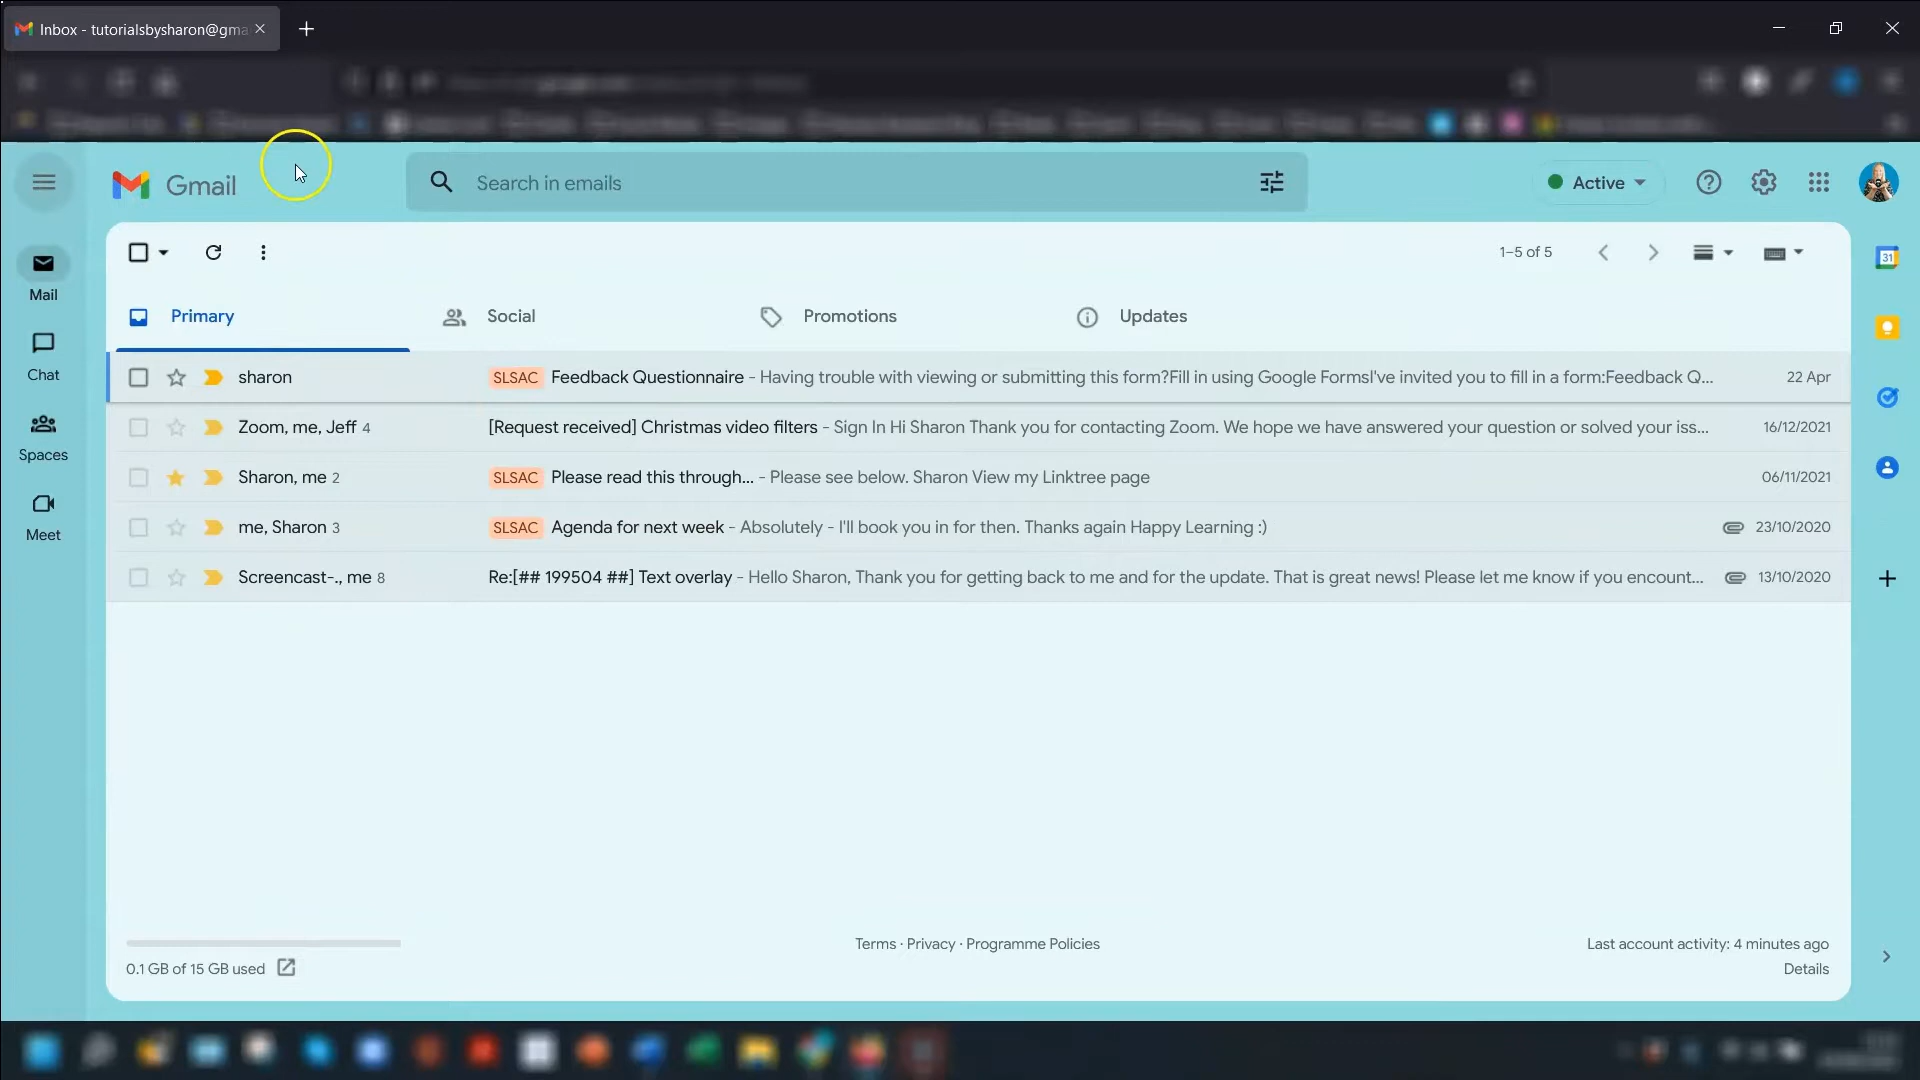 Inbox - tutorialsbysharon@gma
Gmail
Search in emails
Active
1–5 of 5
31
Mail
Chat
Spaces
Meet
Primary
Social
Promotions
Updates
sharon SLSAC Feedback Questionnaire - Having trouble with viewing or submitting this form?Fill in using Google FormsI've invited you to fill in a form:Feedback Q... 22 Apr
Zoom, me, Jeff 4 [Request received] Christmas video filters - Sign In Hi Sharon Thank you for contacting Zoom. We hope we have answered your question or solved your iss... 16/12/2021
Sharon, me 2 SLSAC Please read this through... - Please see below. Sharon View my Linktree page 06/11/2021
me, Sharon 3 SLSAC Agenda for next week - Absolutely - I'll book you in for then. Thanks again Happy Learning :) 23/10/2020
Screencast-., me 8 Re:[## 199504 ##] Text overlay - Hello Sharon, Thank you for getting back to me and for the update. That is great news! Please let me know if you encount... 13/10/2020
0.1 GB of 15 GB used
Terms · Privacy · Programme Policies
Last account activity: 4 minutes ago
Details